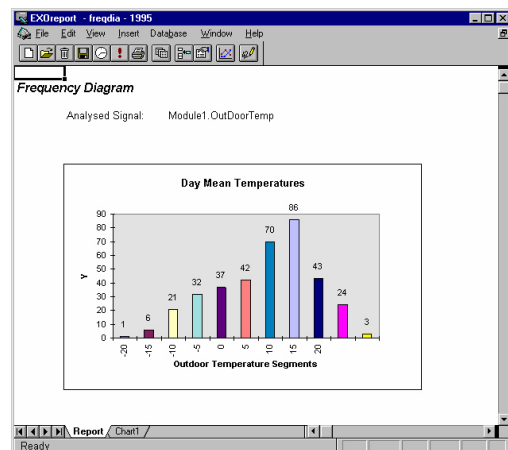 EXOreport - freqdia - 1995
File Edit View Insert Database Window Help
Frequency Diagram
Analysed Signal: Module1.OutDoorTemp
Day Mean Temperatures
90
80
70
60
50
40
30
20
10
0
Y
1 6 21 32 37 42 70 86 43 24 3
-20 -15 -10 -5 0 5 10 15 20
Outdoor Temperature Segments
Report Chart1
Ready